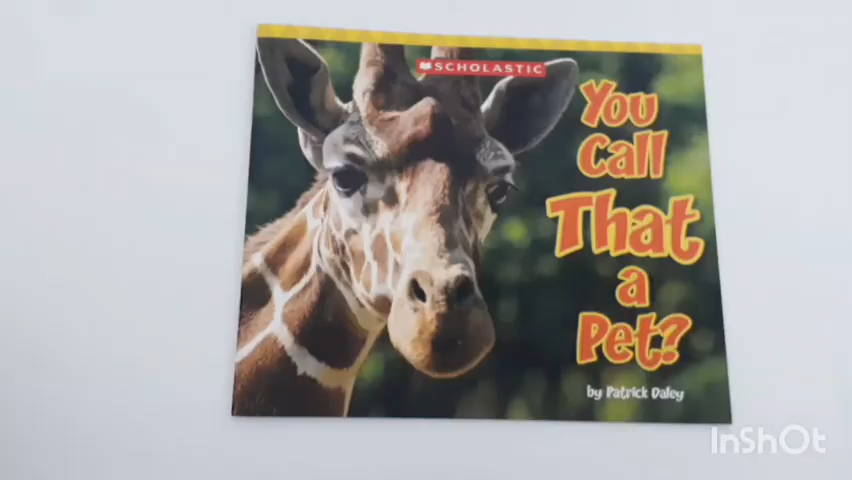 SCHOLASTIC
You
Call
That
a
Pet?
by Patrick Daley
InShOt